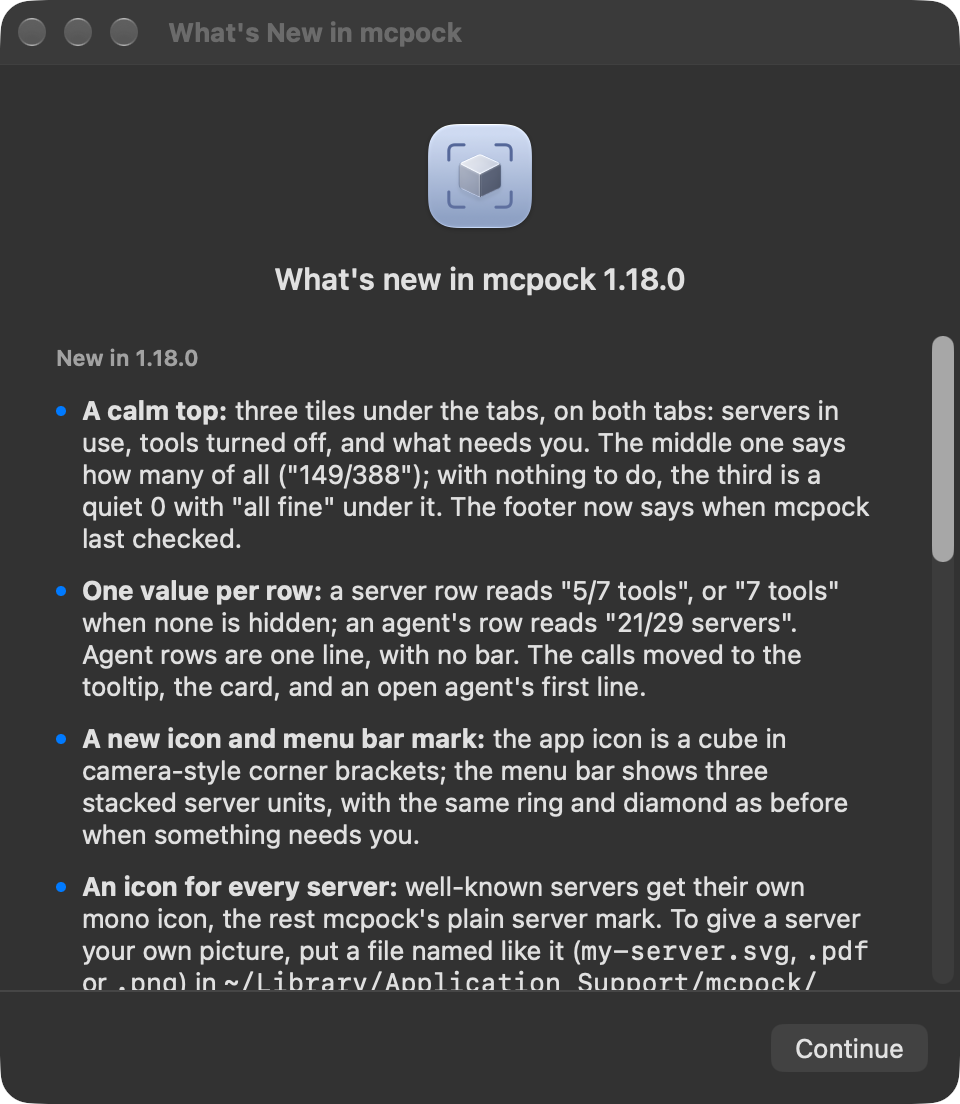 What's New in mcpock
What's new in mcpock 1.18.0
New in 1.18.0
A calm top: three tiles under the tabs, on both tabs: servers in
use, tools turned off, and what needs you. The middle one says
how many of all ("149/388"); with nothing to do, the third is a
quiet 0 with "all fine" under it. The footer now says when mcpock
last checked.
One value per row: a server row reads "5/7 tools", or "7 tools"
when none is hidden; an agent's row reads "21/29 servers".
Agent rows are one line, with no bar. The calls moved to the
tooltip, the card, and an open agent's first line.
A new icon and menu bar mark: the app icon is a cube in
camera-style corner brackets; the menu bar shows three
stacked server units, with the same ring and diamond as before
when something needs you.
An icon for every server: well-known servers get their own
mono icon, the rest mcpock's plain server mark. To give a server
your own picture, put a file named like it (my-server.svg, .pdf
or .png) in ~/Library/Application Support/mcpock/
Continue